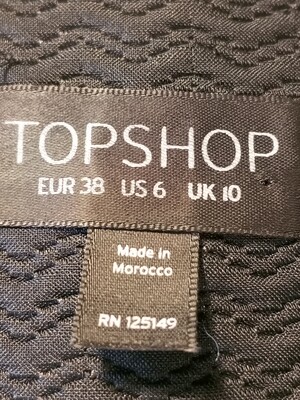 TOPSHOP
EUR 38 US 6 UK 10
Made in
Morocco
RN 125149